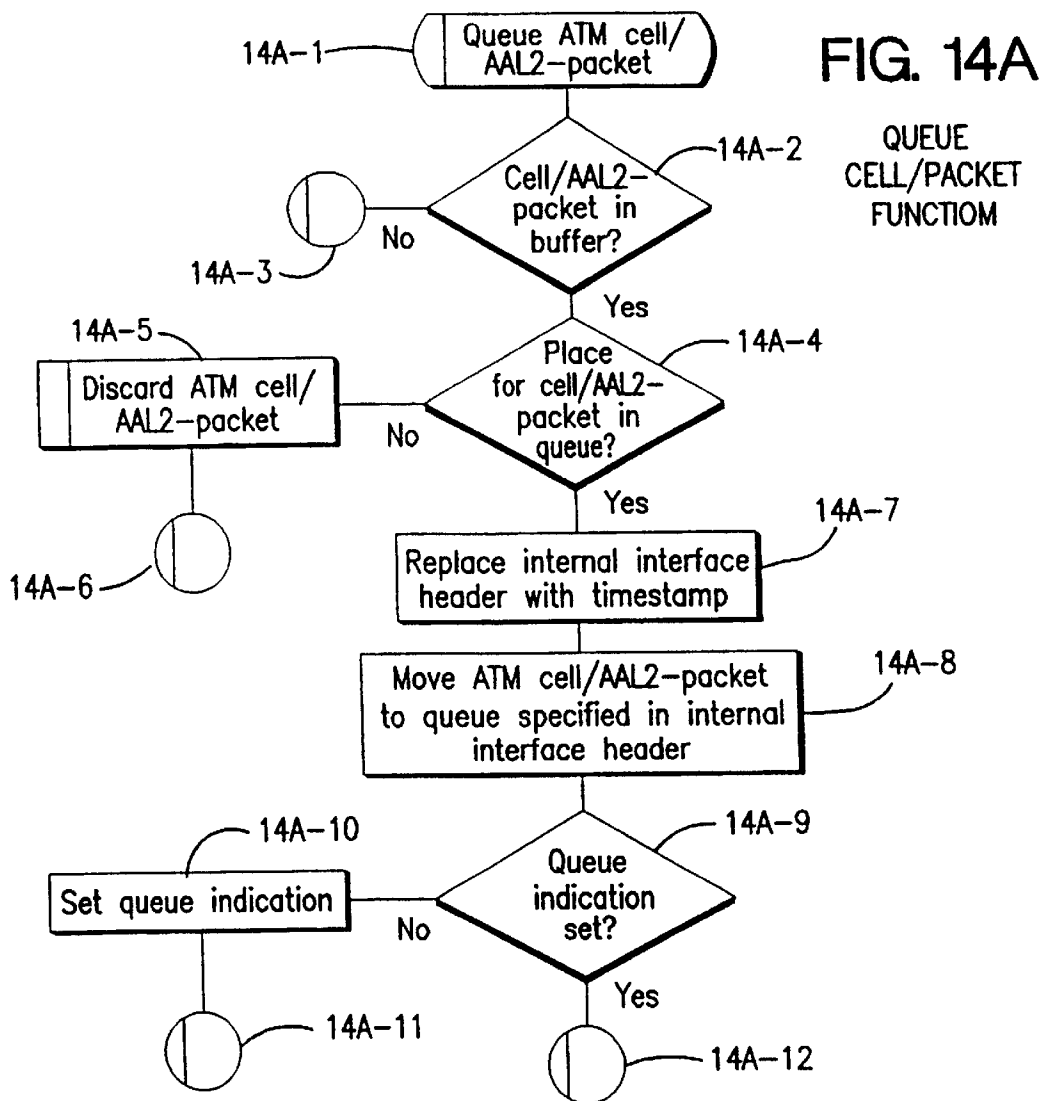 14A-1
Queue ATM cell/
AAL2-packet
FIG. 14A
QUEUE
CELL/PACKET
FUNCTIOM
14A-2
Cell/AAL2-
packet in
buffer?
No
14A-3
Yes
14A-5
Discard ATM cell/
AAL2-packet
14A-4
Place
for cell/AAL2-
packet in
queue?
No
14A-6
Yes
14A-7
Replace internal interface
header with timestamp
14A-8
Move ATM cell/AAL2-packet
to queue specified in internal
interface header
14A-10
Set queue indication
14A-9
Queue
indication
set?
No
Yes
14A-11
14A-12